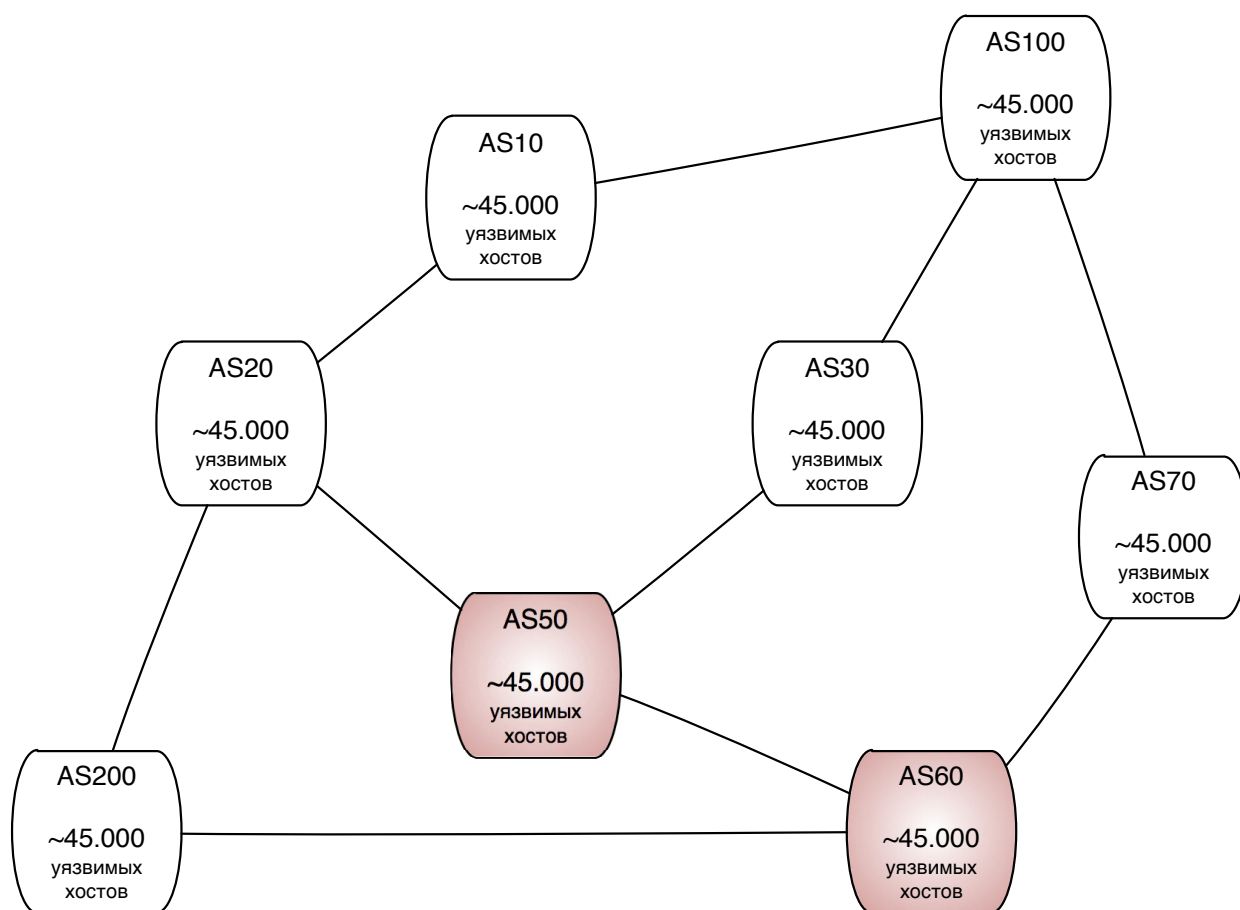 AS100
~45.000
уязвимых
хостов
AS10
~45.000
уязвимых
хостов
AS20
~45.000
уязвимых
хостов
AS30
~45.000
уязвимых
хостов
AS70
~45.000
уязвимых
хостов
AS50
~45.000
уязвимых
хостов
AS200
~45.000
уязвимых
хостов
AS60
~45.000
уязвимых
хостов